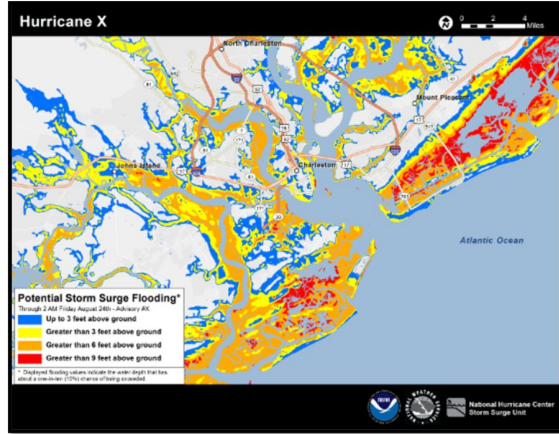 Hurricane X
0 2 4
Miles
North Charleston
Mount Pleasant
Johns Island
Charleston
Atlantic Ocean
Potential Storm Surge Flooding*
Through 2 AM Friday August 24th - Advisory #X
Up to 3 feet above ground
Greater than 3 feet above ground
Greater than 6 feet above ground
Greater than 9 feet above ground
* Displayed flooding values indicate the water depth that has
about a one-in-ten (10%) chance of being exceeded.
National Hurricane Center
Storm Surge Unit